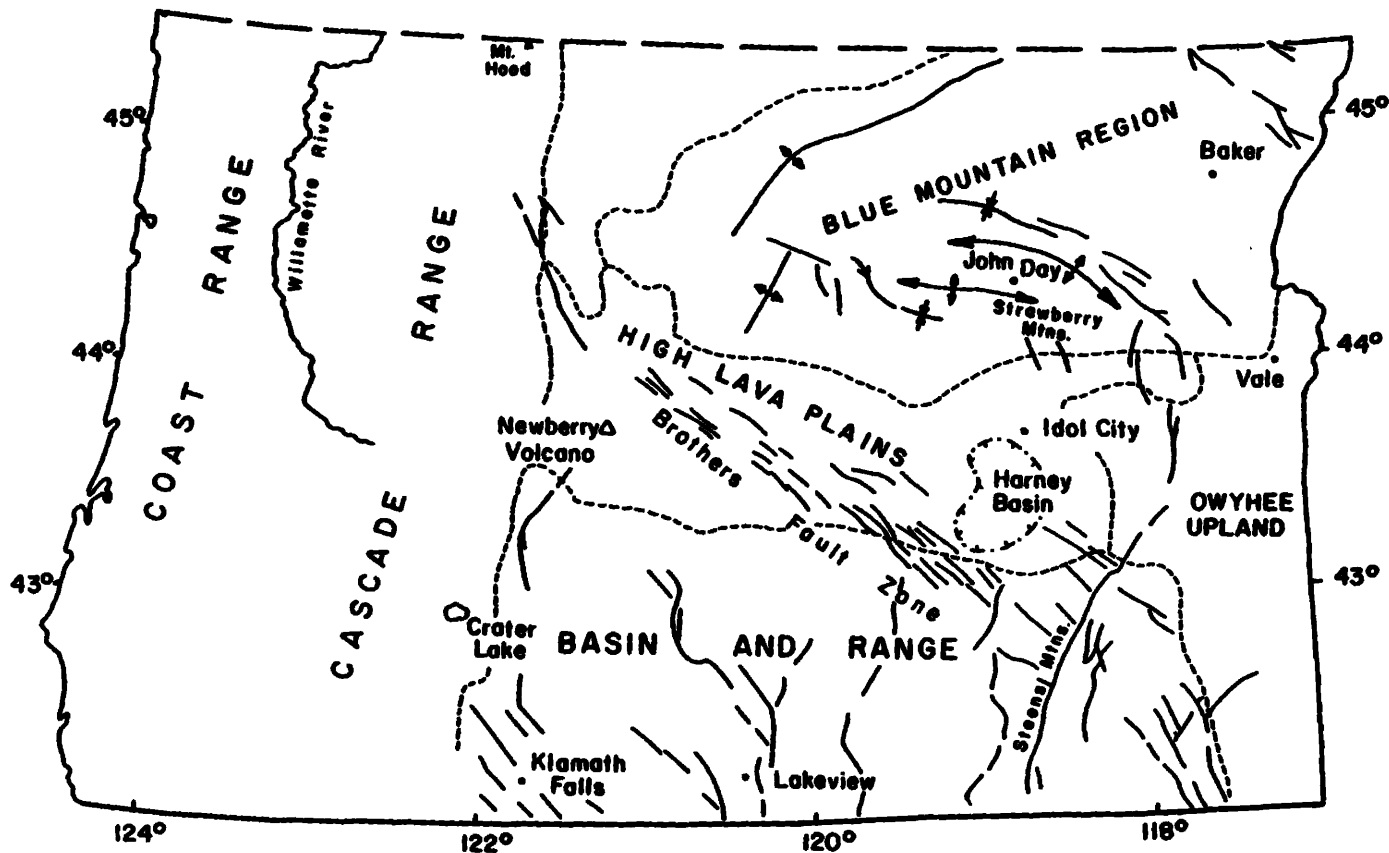 Mt.
Hood
45°
45°
Willamette River
COAST RANGE
CASCADE RANGE
BLUE MOUNTAIN REGION
Baker
John Day
Strawberry
Mtns.
44°
44°
Vale
HIGH LAVA PLAINS
Newberry
Volcano
Brothers Fault Zone
Idol City
Harney
Basin
OWYHEE
UPLAND
43°
43°
Crater
Lake
BASIN AND RANGE
Steens Mtns.
Klamath
Falls
Lakeview
124°
122°
120°
118°